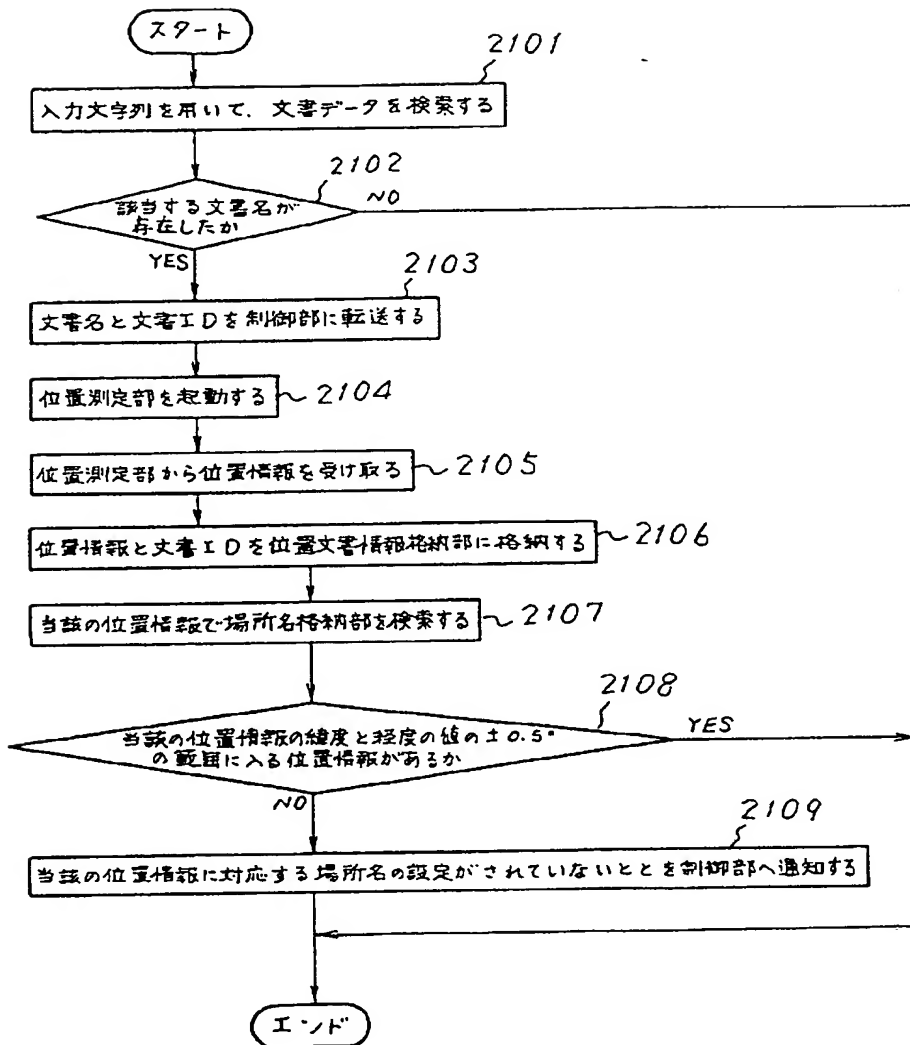 スタート
2101
入力文字列を用いて、文書データを検索する
2102
該当する文書名が
存在したか
NO
YES
2103
文書名と文書IDを制御部に転送する
位置測定部を起動する
2104
位置測定部から位置情報を受け取る
2105
位置情報と文書IDを位置文書情報格納部に格納する
2106
当該の位置情報で場所名格納部を検索する
2107
2108
当該の位置情報の緯度と経度の値の±0.5°
の範囲に入る位置情報があるか
YES
NO
2109
当該の位置情報に対応する場所名の設定がされていないととを制御部へ通知する
エンド